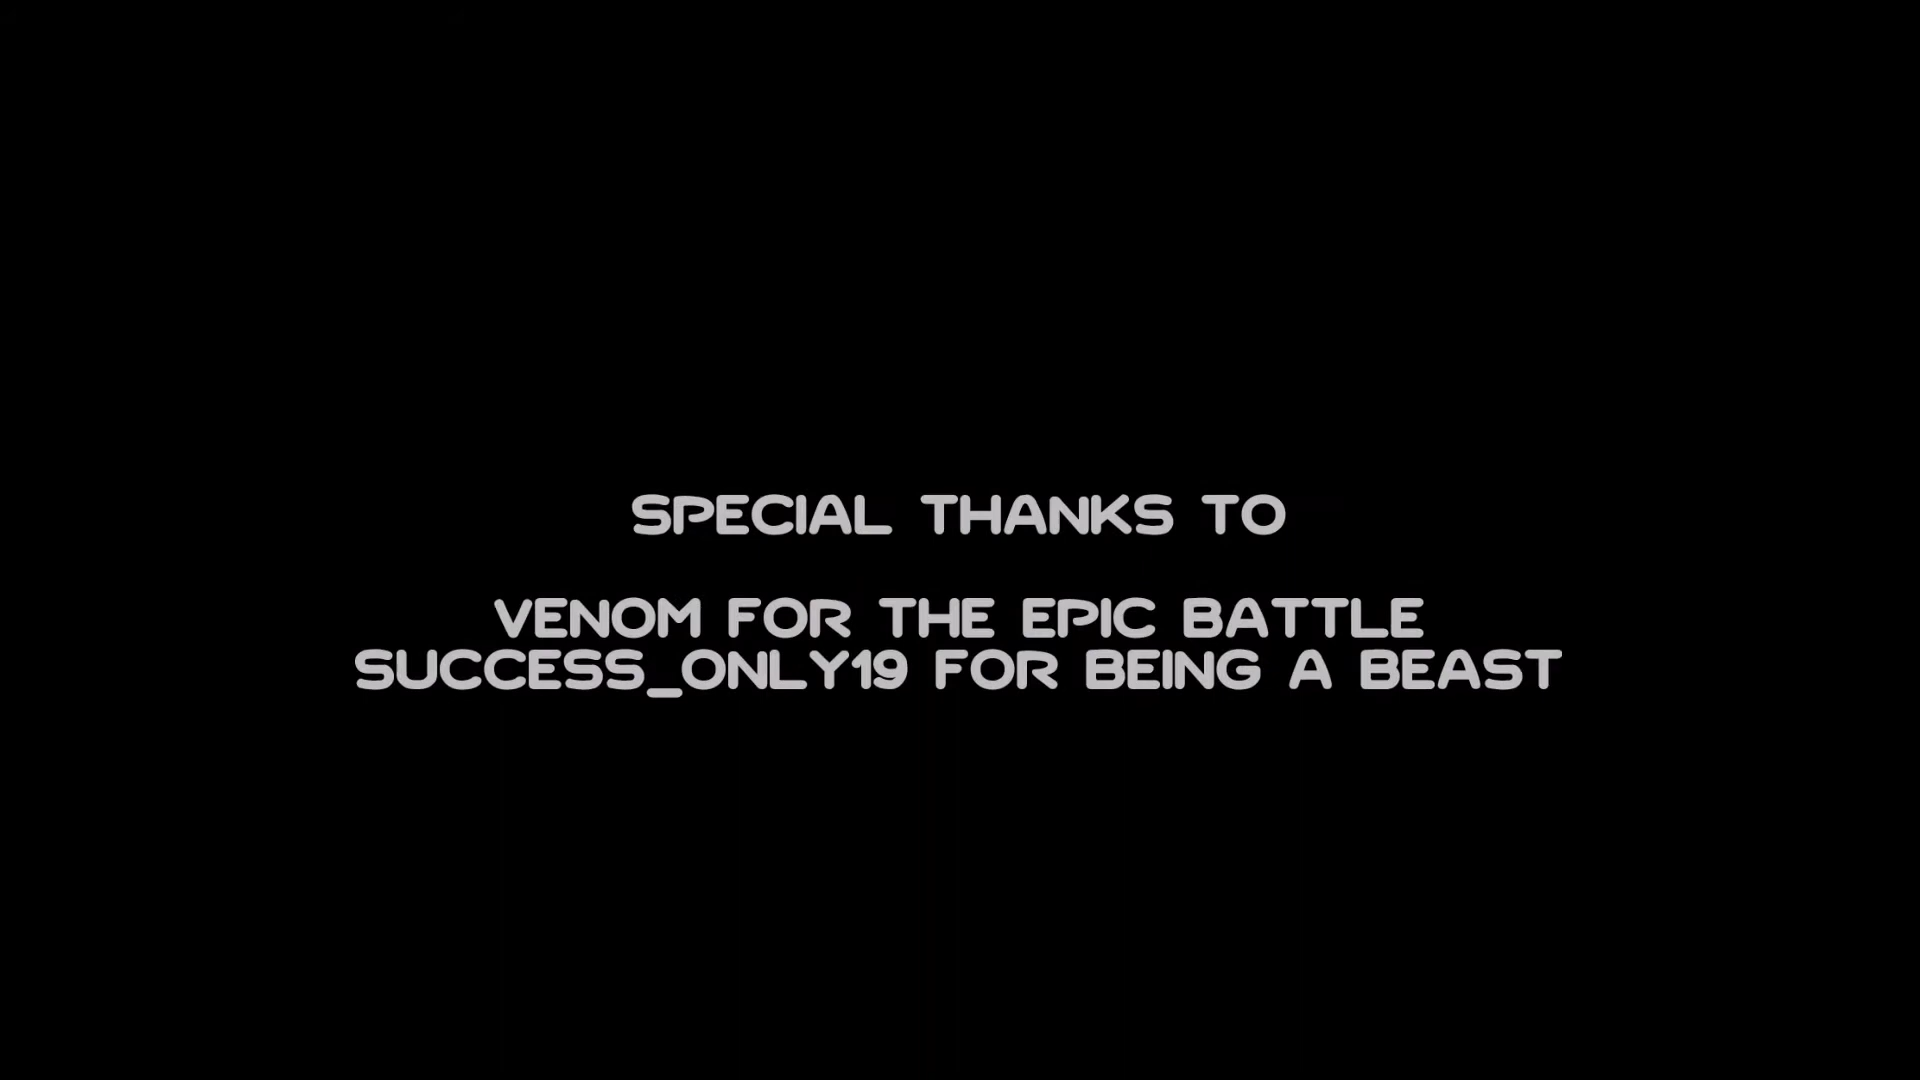 SPECIAL THANKS TO
VENOM FOR THE EPIC BATTLE
SUCCESS_ONLY19 FOR BEING A BEAST